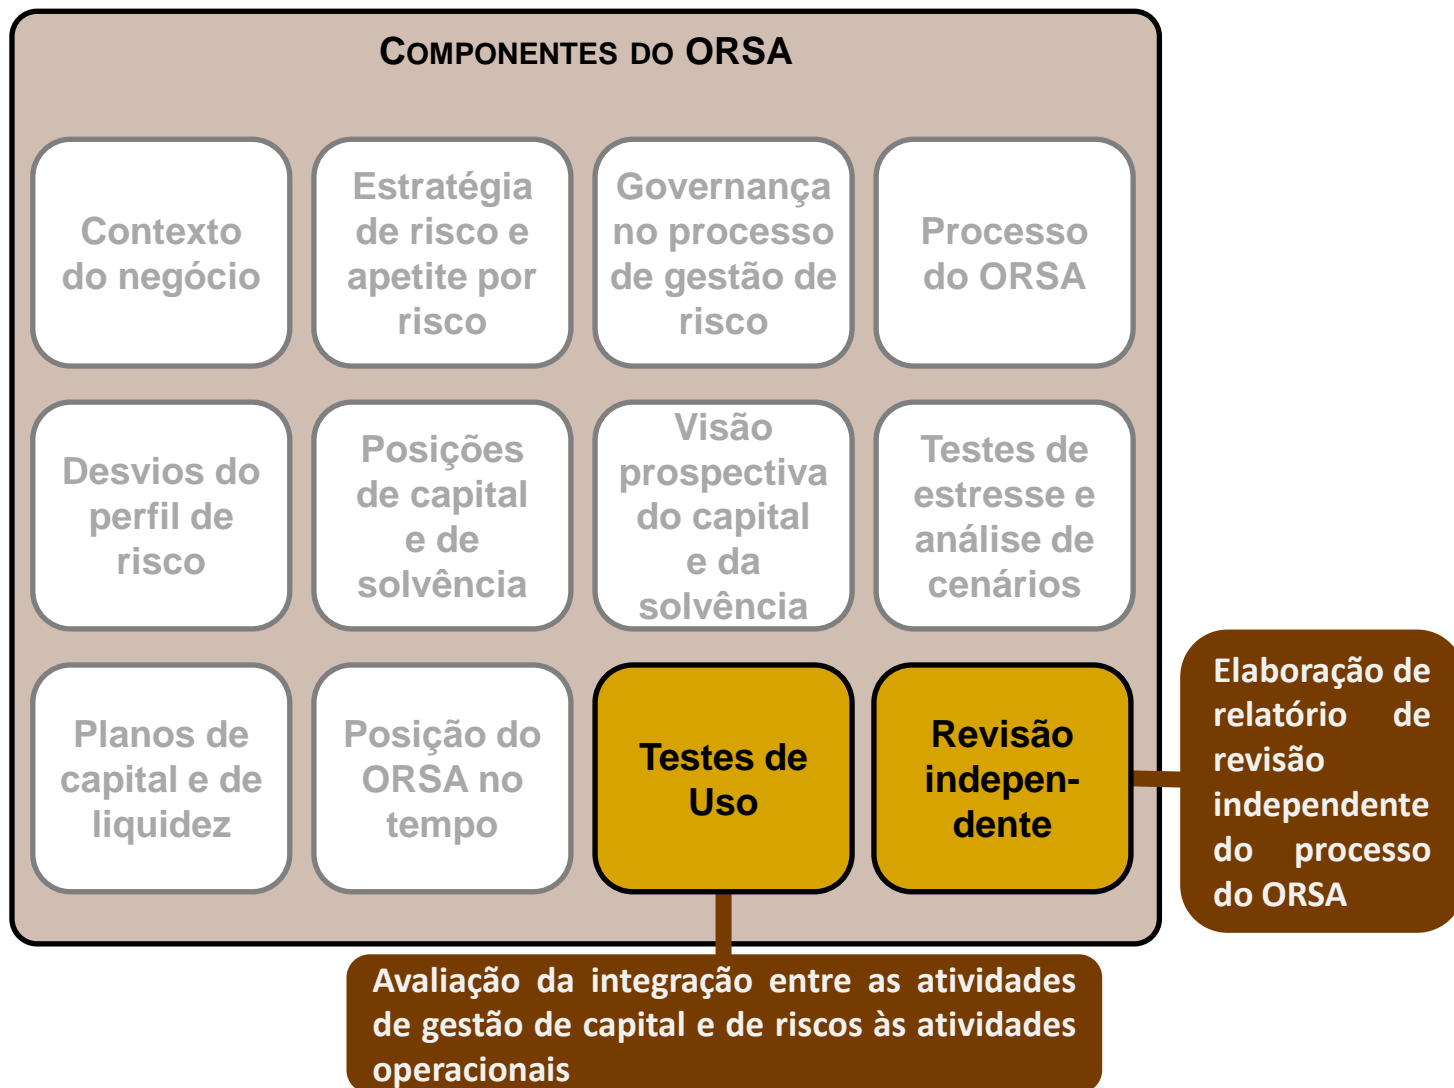 COMPONENTES DO ORSA
Contexto
do negócio
Estratégia
de risco e
apetite por
risco
Governança
no processo
de gestão de
risco
Processo
do ORSA
Desvios do
perfil de
risco
Posições
de capital
e de
solvência
Visão
prospectiva
do capital
e da
solvência
Testes de
estresse e
análise de
cenários
Planos de
capital e de
liquidez
Posição do
ORSA no
tempo
Testes de
Uso
Revisão
indepen-
dente
Elaboração de
relatório de
revisão
independente
do processo
do ORSA
Avaliação da integração entre as atividades
de gestão de capital e de riscos às atividades
operacionais